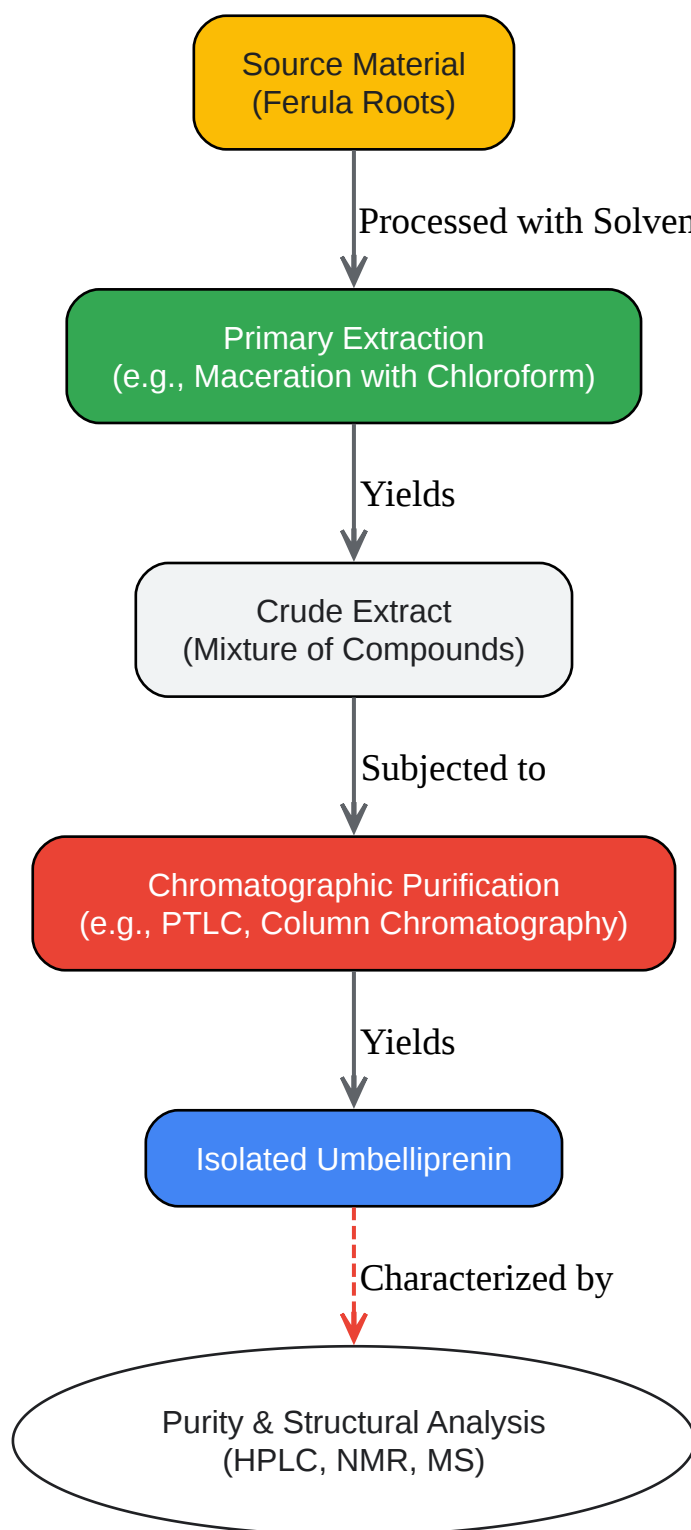 Source Material
(Ferula Roots)
Processed with Solven
Primary Extraction
(e.g., Maceration with Chloroform)
Yields
Crude Extract
(Mixture of Compounds)
Subjected to
Chromatographic Purification
(e.g., PTLC, Column Chromatography)
Yields
Isolated Umbelliprenin
Characterized by
Purity & Structural Analysis
(HPLC, NMR, MS)